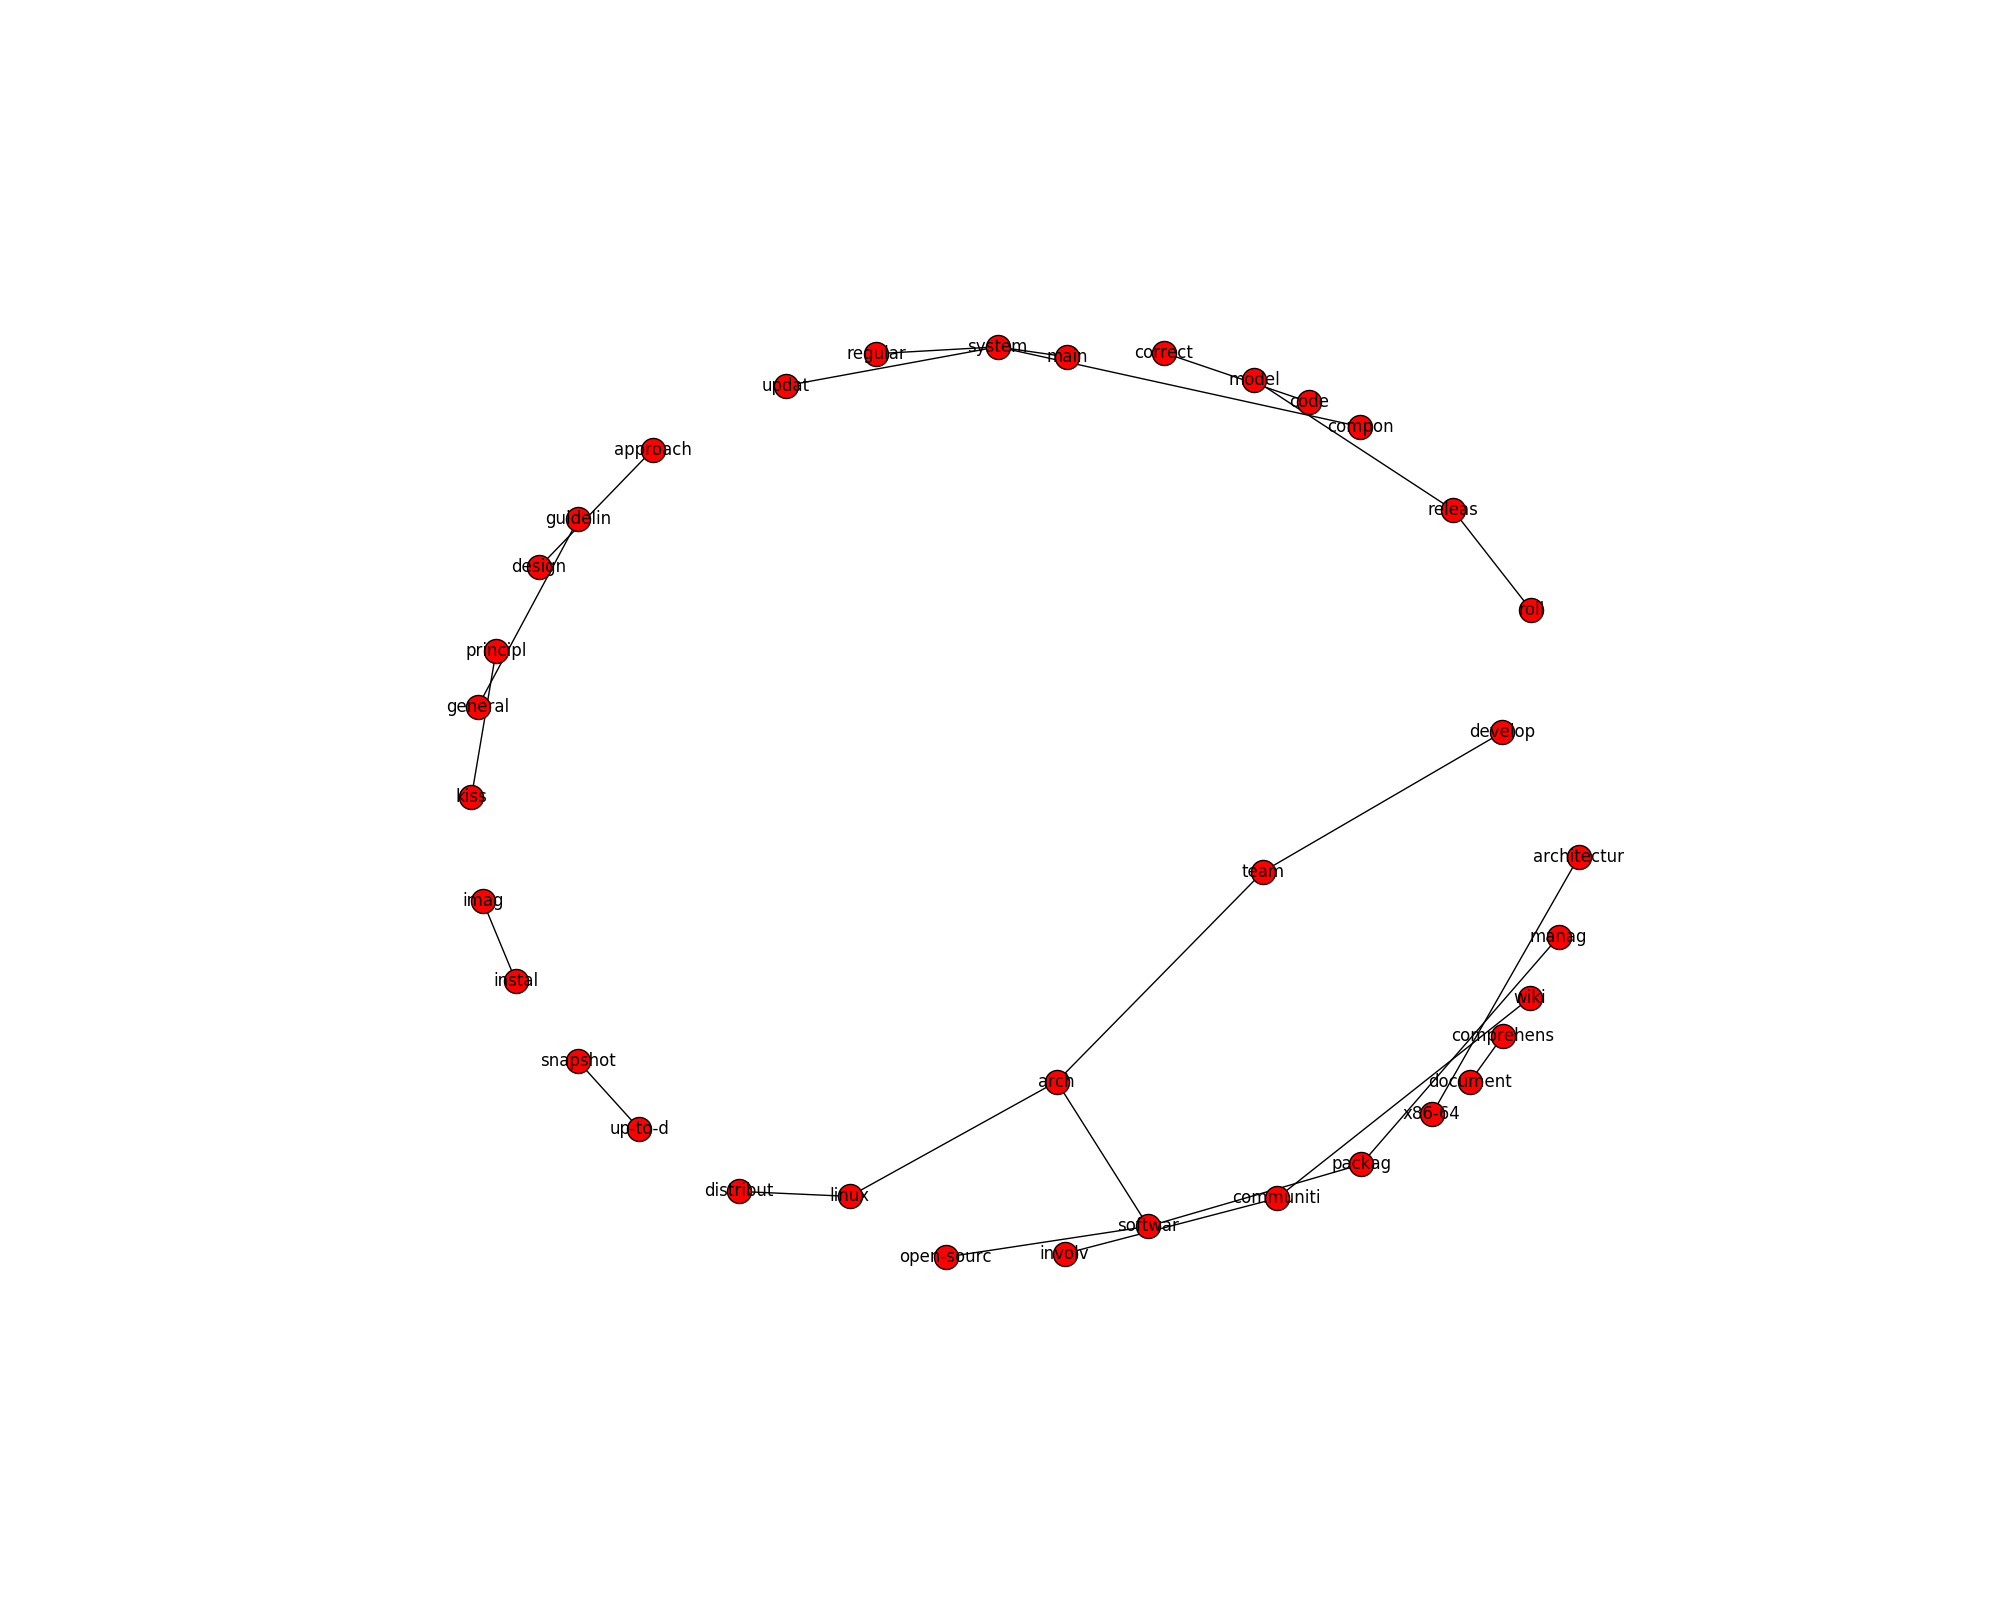 system
regular
main
correct
model
updat
code
compon
approach
releas
guidelin
design
roll
principl
general
develop
kiss
architectur
team
imag
manag
instal
wiki
comprehens
snapshot
arch
document
x86-64
up-to-d
packag
distribut
linux
communiti
softwar
involv
open-sourc